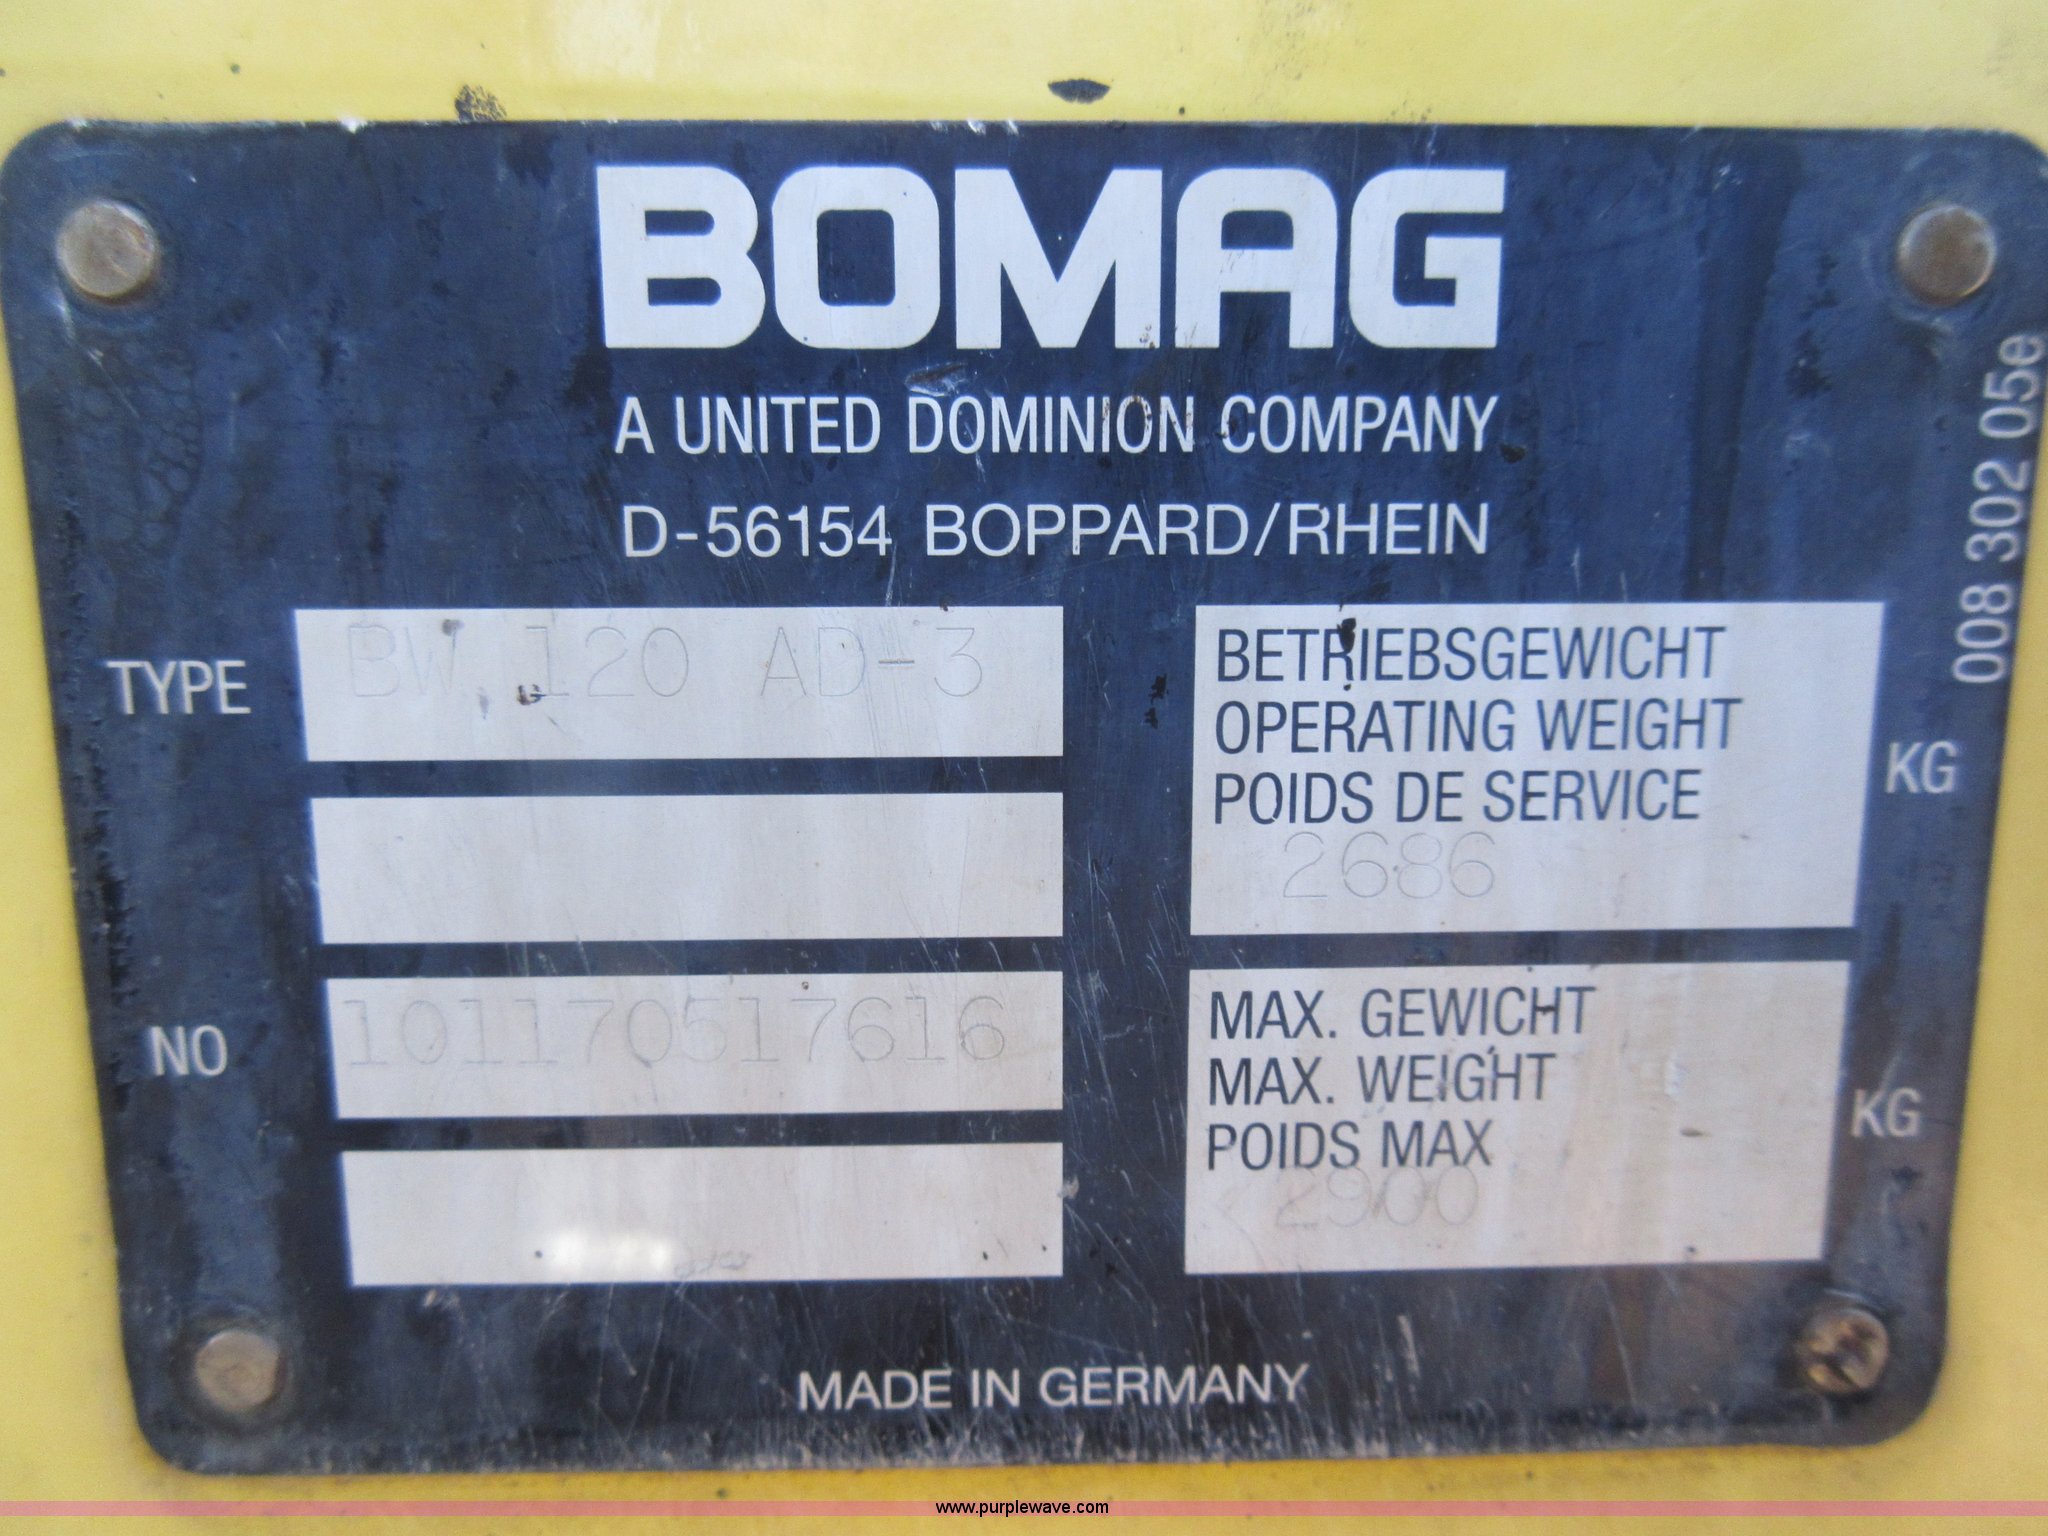 BOMAG
A UNITED DOMINION COMPANY
D-56154 BOPPARD/RHEIN
008 302 05e
TYPE BW 120 AD-3
NO 101170517616
BETRIEBSGEWICHT
OPERATING WEIGHT
POIDS DE SERVICE
2686 KG
MAX. GEWICHT
MAX. WEIGHT
POIDS MAX
2900 KG
MADE IN GERMANY
www.purplewave.com